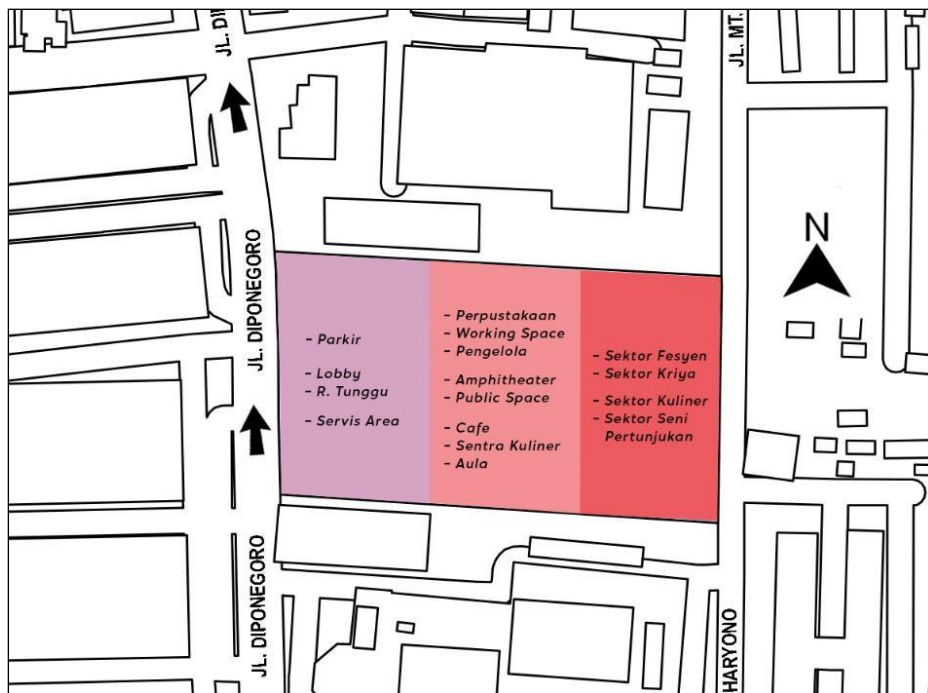 JL. DI
JL. MT.
N
JL. DIPONEGORO
- Parkir
- Lobby
- R. Tunggu
- Servis Area
- Perpustakaan
- Working Space
- Pengelola
- Amphitheater
- Public Space
- Cafe
- Sentra Kuliner
- Aula
- Sektor Fesyen
- Sektor Kriya
- Sektor Kuliner
- Sektor Seni
Pertunjukan
JL. DIPONEGORO
HARYONO